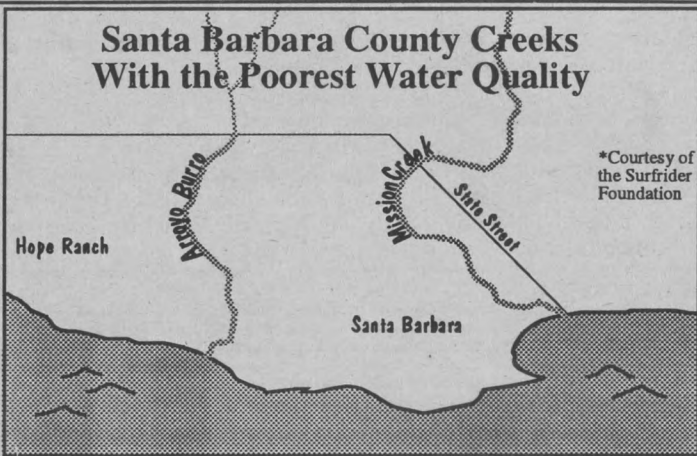 Santa Barbara County Creeks
With the Poorest Water Quality
*Courtesy of
the Surfrider
Foundation
Arroyo Burro
Mission Creek
State Street
Hope Ranch
Santa Barbara